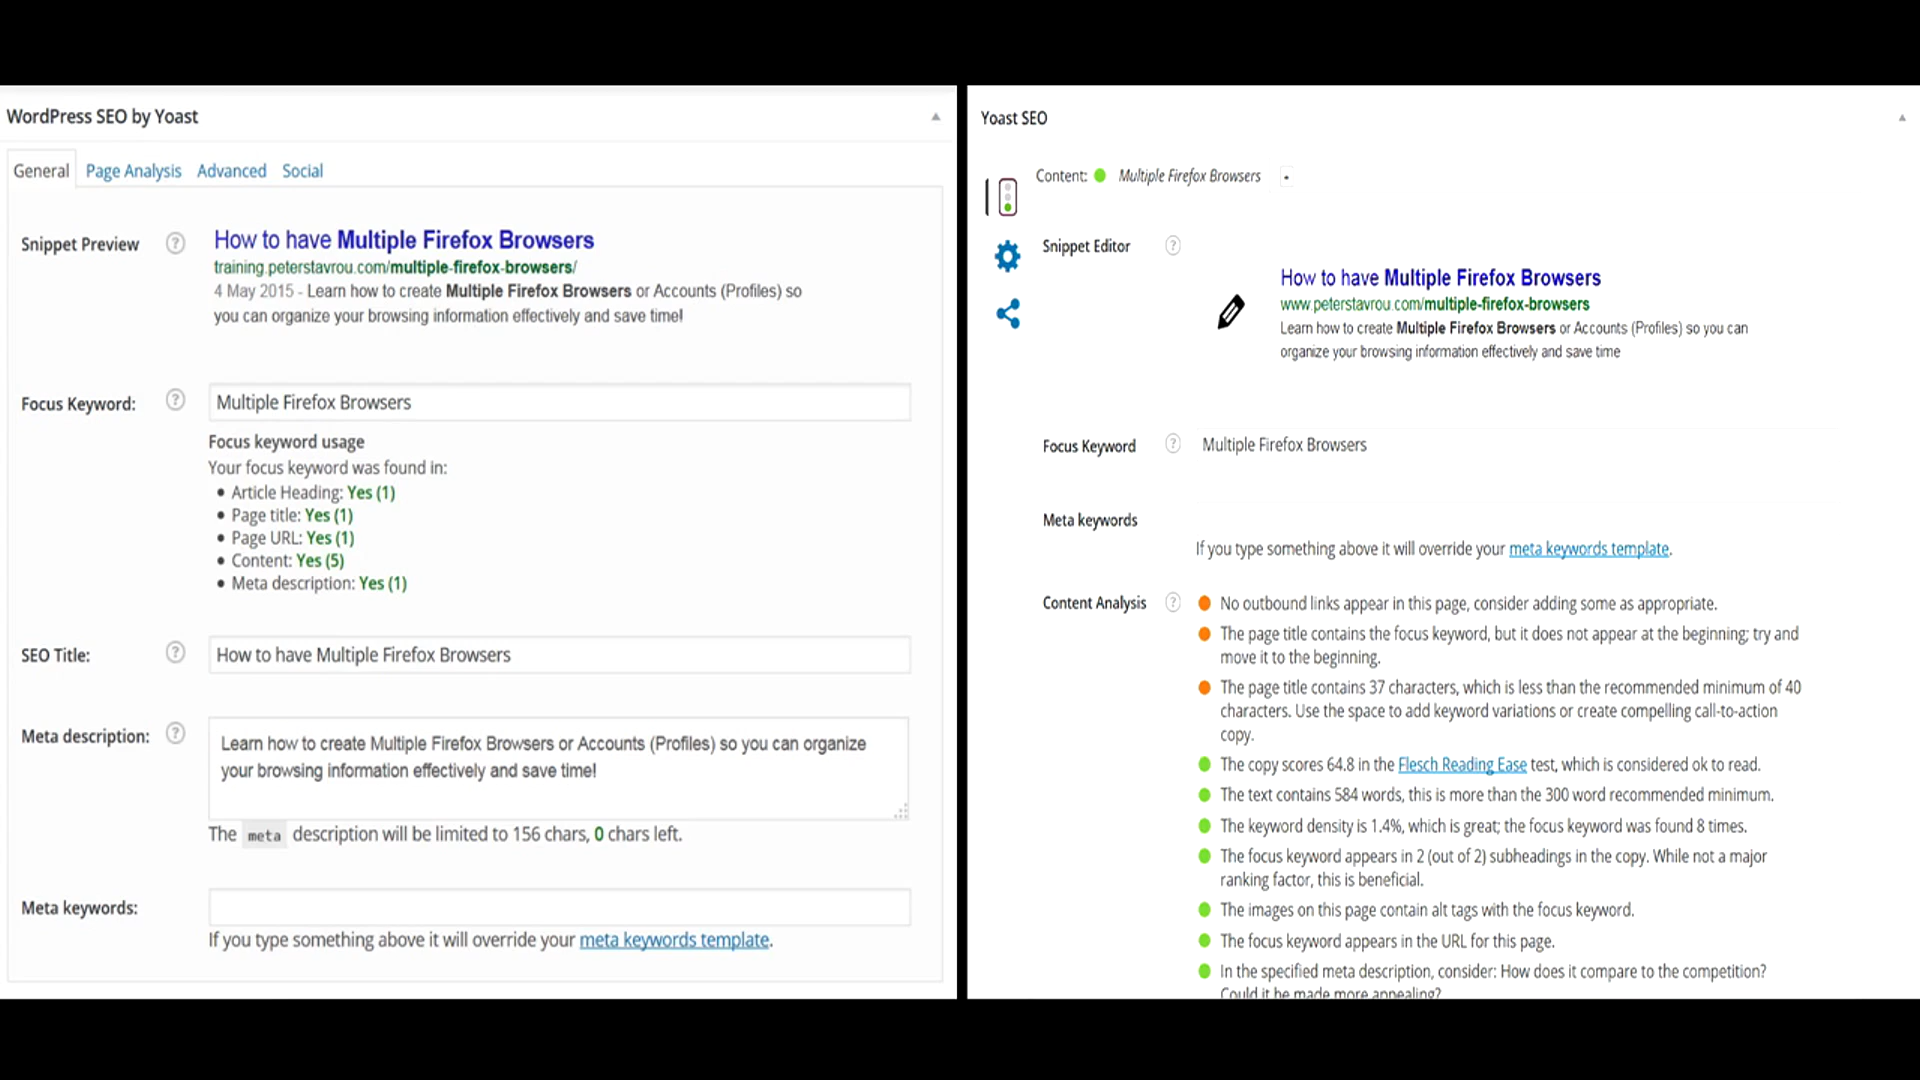 WordPress SEO by Yoast
General Page Analysis Advanced Social
Snippet Preview ?
How to have Multiple Firefox Browsers
training.peterstavrou.com/multiple-firefox-browsers/
4 May 2015 - Learn how to create Multiple Firefox Browsers or Accounts (Profiles) so
you can organize your browsing information effectively and save time!
Focus Keyword: ? Multiple Firefox Browsers
Focus keyword usage
Your focus keyword was found in:
• Article Heading: Yes (1)
• Page title: Yes (1)
• Page URL: Yes (1)
• Content: Yes (5)
• Meta description: Yes (1)
SEO Title: ? How to have Multiple Firefox Browsers
Meta description: ? Learn how to create Multiple Firefox Browsers or Accounts (Profiles) so you can organize
your browsing information effectively and save time!
The meta description will be limited to 156 chars, 0 chars left.
Meta keywords:
If you type something above it will override your meta keywords template.
Yoast SEO
Content: Multiple Firefox Browsers
Snippet Editor ?
How to have Multiple Firefox Browsers
www.peterstavrou.com/multiple-firefox-browsers
Learn how to create Multiple Firefox Browsers or Accounts (Profiles) so you can
organize your browsing information effectively and save time
Focus Keyword ? Multiple Firefox Browsers
Meta keywords
If you type something above it will override your meta keywords template.
Content Analysis ? No outbound links appear in this page, consider adding some as appropriate.
The page title contains the focus keyword, but it does not appear at the beginning; try and
move it to the beginning.
The page title contains 37 characters, which is less than the recommended minimum of 40
characters. Use the space to add keyword variations or create compelling call-to-action
copy.
The copy scores 64.8 in the Flesch Reading Ease test, which is considered ok to read.
The text contains 584 words, this is more than the 300 word recommended minimum.
The keyword density is 1.4%, which is great; the focus keyword was found 8 times.
The focus keyword appears in 2 (out of 2) subheadings in the copy. While not a major
ranking factor, this is beneficial.
The images on this page contain alt tags with the focus keyword.
The focus keyword appears in the URL for this page.
In the specified meta description, consider: How does it compare to the competition?
Could it be made more appealing?